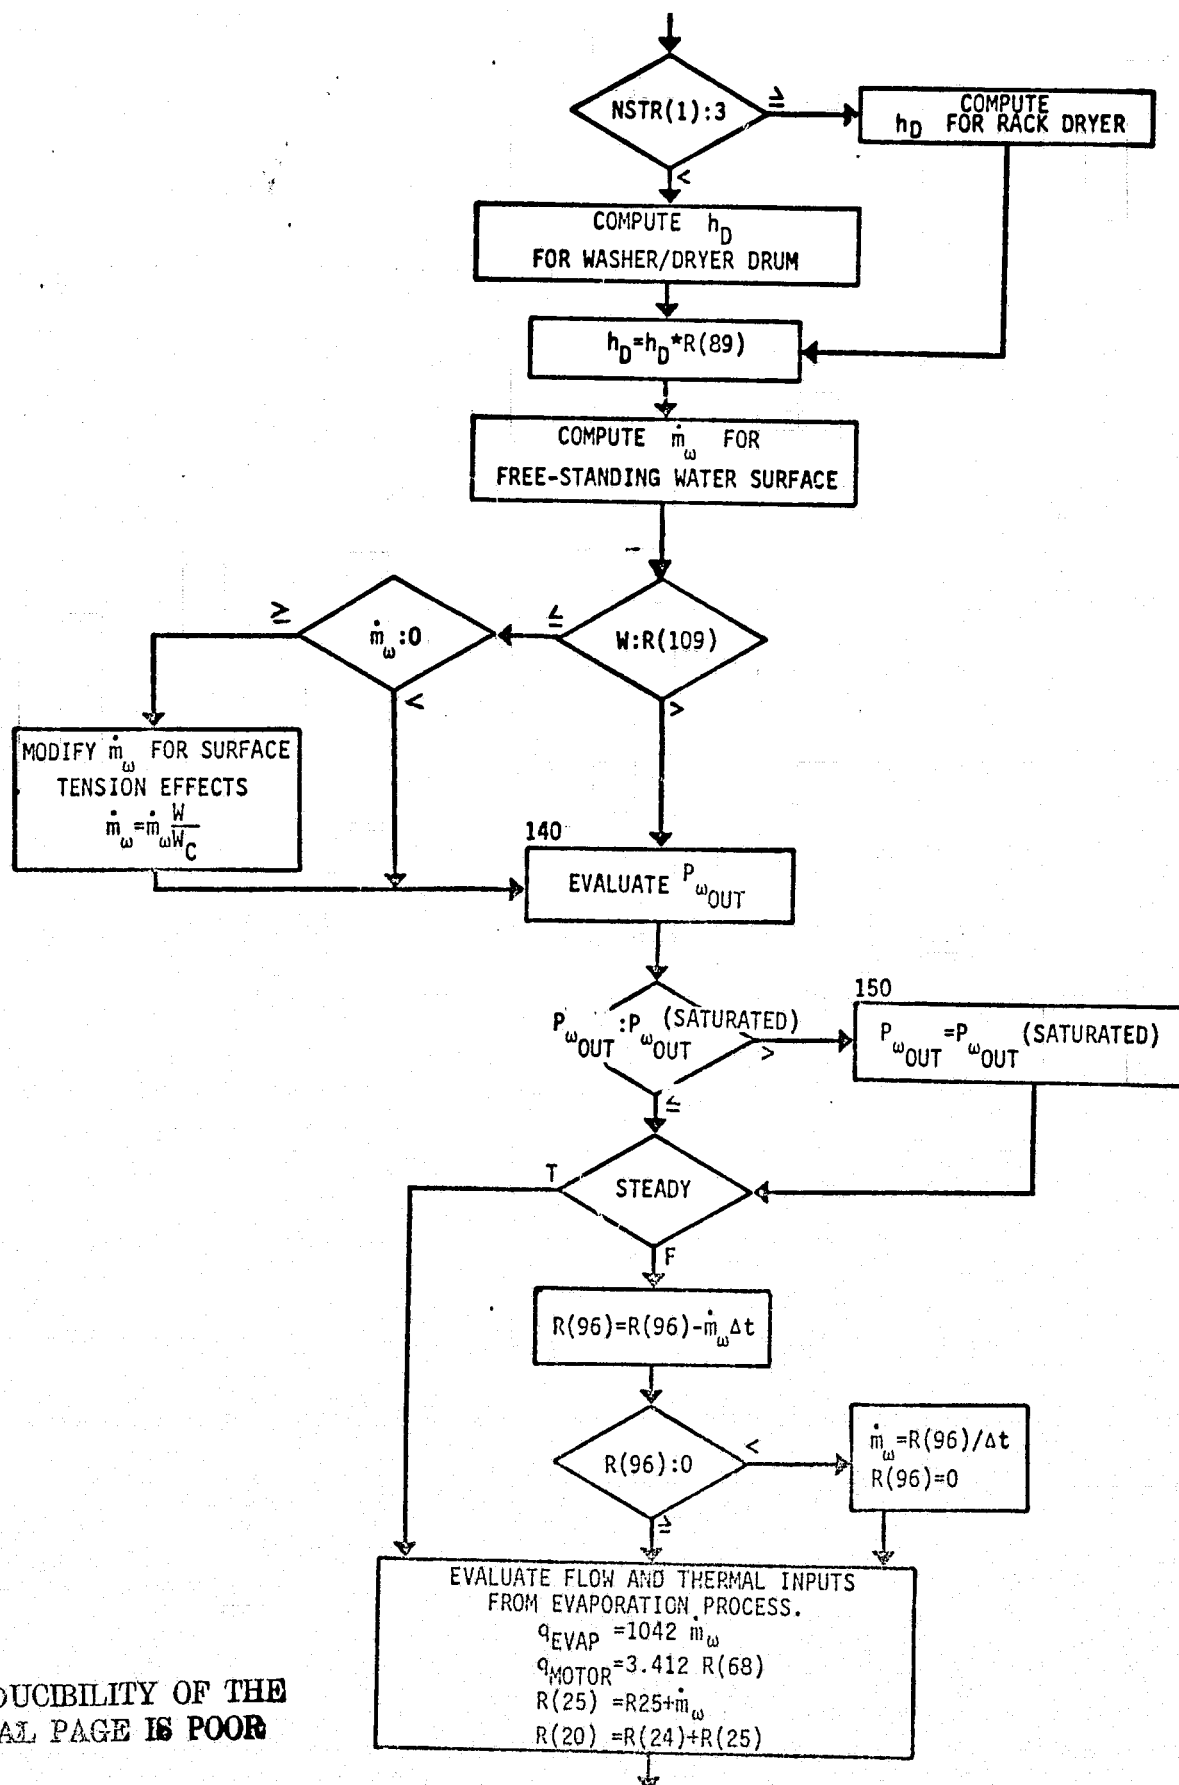 NSTR(1):3
≥
COMPUTE
hD FOR RACK DRYER
<
COMPUTE hD
FOR WASHER/DRYER DRUM
hD=hD*R(89)
COMPUTE ṁω FOR
FREE-STANDING WATER SURFACE
≥
ṁω:0
≤
W:R(109)
<
>
MODIFY ṁω FOR SURFACE
TENSION EFFECTS
ṁω=ṁω W/WC
140
EVALUATE PωOUT
150
PωOUT:PωOUT (SATURATED)
>
PωOUT=PωOUT (SATURATED)
≤
T
STEADY
F
R(96)=R(96)-ṁωΔt
R(96):0
<
ṁω=R(96)/Δt
R(96)=0
≥
EVALUATE FLOW AND THERMAL INPUTS
FROM EVAPORATION PROCESS.
qEVAP =1042 ṁω
qMOTOR=3.412 R(68)
R(25) =R25+ṁω
R(20) =R(24)+R(25)
DUCIBILITY OF THE
AL PAGE IS POOR